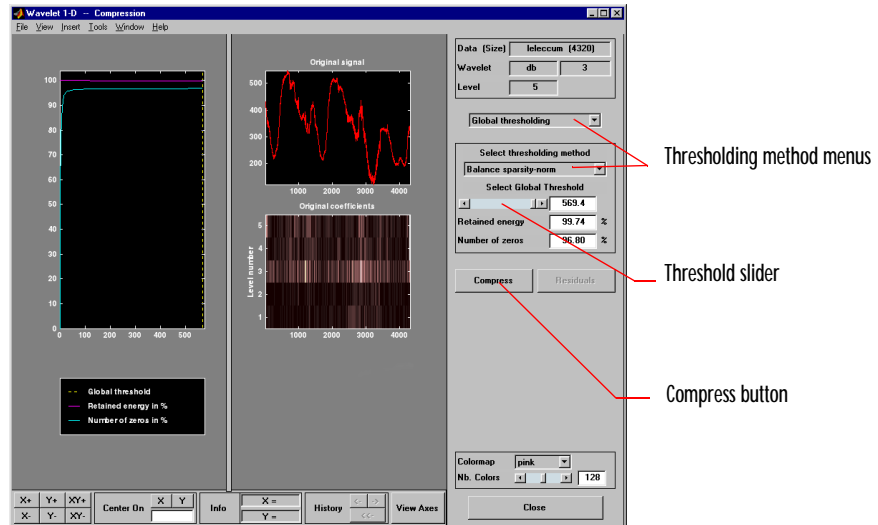 Wavelet 1-D -- Compression
File View Insert Tools Window Help
100
90
80
70
60
50
40
30
20
10
0
0 100 200 300 400 500
Global threshold
Retained energy in %
Number of zeros in %
Original signal
500
400
300
200
1000 2000 3000 4000
Original coefficients
Level number
5
4
3
2
1
1000 2000 3000 4000
Data (Size) leleccum (4320)
Wavelet db 3
Level 5
Global thresholding
Select thresholding method
Balance sparsity-norm
Select Global Threshold
569.4
Retained energy 99.74 %
Number of zeros 96.80 %
Compress Residuals
Colormap pink
Nb. Colors 128
Close
Thresholding method menus
Threshold slider
Compress button
X+ Y+ XY+
X- Y- XY-
Center On X Y
Info X =
Y =
History <- ->
<<-
View Axes